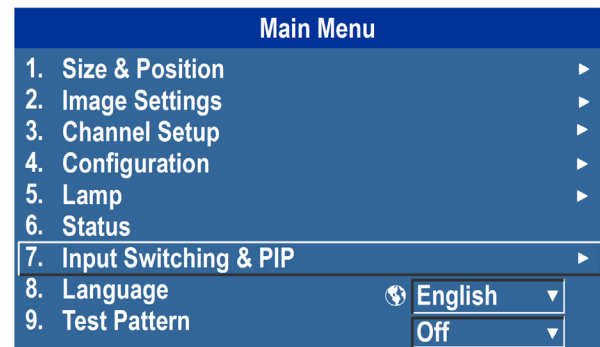 Main Menu
1. Size & Position
2. Image Settings
3. Channel Setup
4. Configuration
5. Lamp
6. Status
7. Input Switching & PIP
8. Language English
9. Test Pattern Off